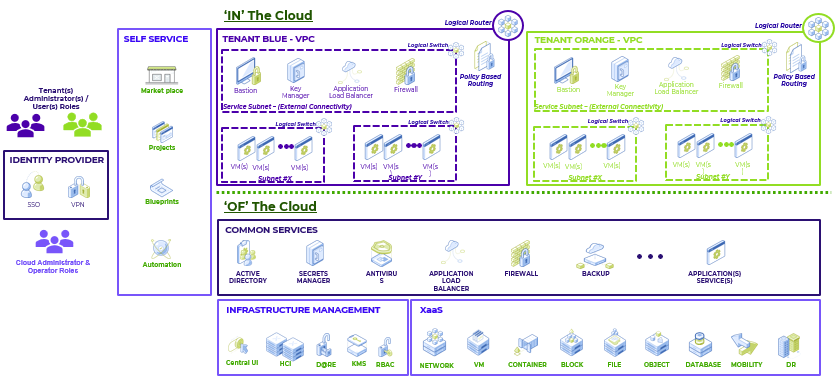 Tenant(s)
Administrator(s) /
User(s) Roles
IDENTITY PROVIDER
SSO
VPN
Cloud Administrator &
Operator Roles
SELF SERVICE
Market place
Projects
Blueprints
Automation
‘IN’ The Cloud
Logical Router
TENANT BLUE - VPC
Logical Switch
Bastion
Key
Manager
Application
Load Balancer
Firewall
Policy Based
Routing
Service Subnet – (External Connectivity)
Logical Switch
VM(s)
VM(s)
VM(s)
Subnet #X
Logical Switch
VM(s)
VM(s
)
VM(s
)
Subnet #Y
Logical Router
TENANT ORANGE - VPC
Logical Switch
Bastion
Key
Manager
Application
Load Balancer
Firewall
Policy Based
Routing
Service Subnet – (External Connectivity)
Logical Switch
VM(s)
VM(s)
VM(s)
Subnet #X
Logical Switch
VM(s)
VM(s
)
VM(s
)
Subnet #Y
‘OF’ The Cloud
COMMON SERVICES
ACTIVE
DIRECTORY
SECRETS
MANAGER
ANTIVIRU
S
APPLICATION
LOAD
BALANCER
FIREWALL
BACKUP
APPLICATION(S)
SERVICE(S)
INFRASTRUCTURE MANAGEMENT
Central UI
HCI
D@RE
KMS
RBAC
XaaS
NETWORK
VM
CONTAINER
BLOCK
FILE
OBJECT
DATABASE
MOBILITY
DR